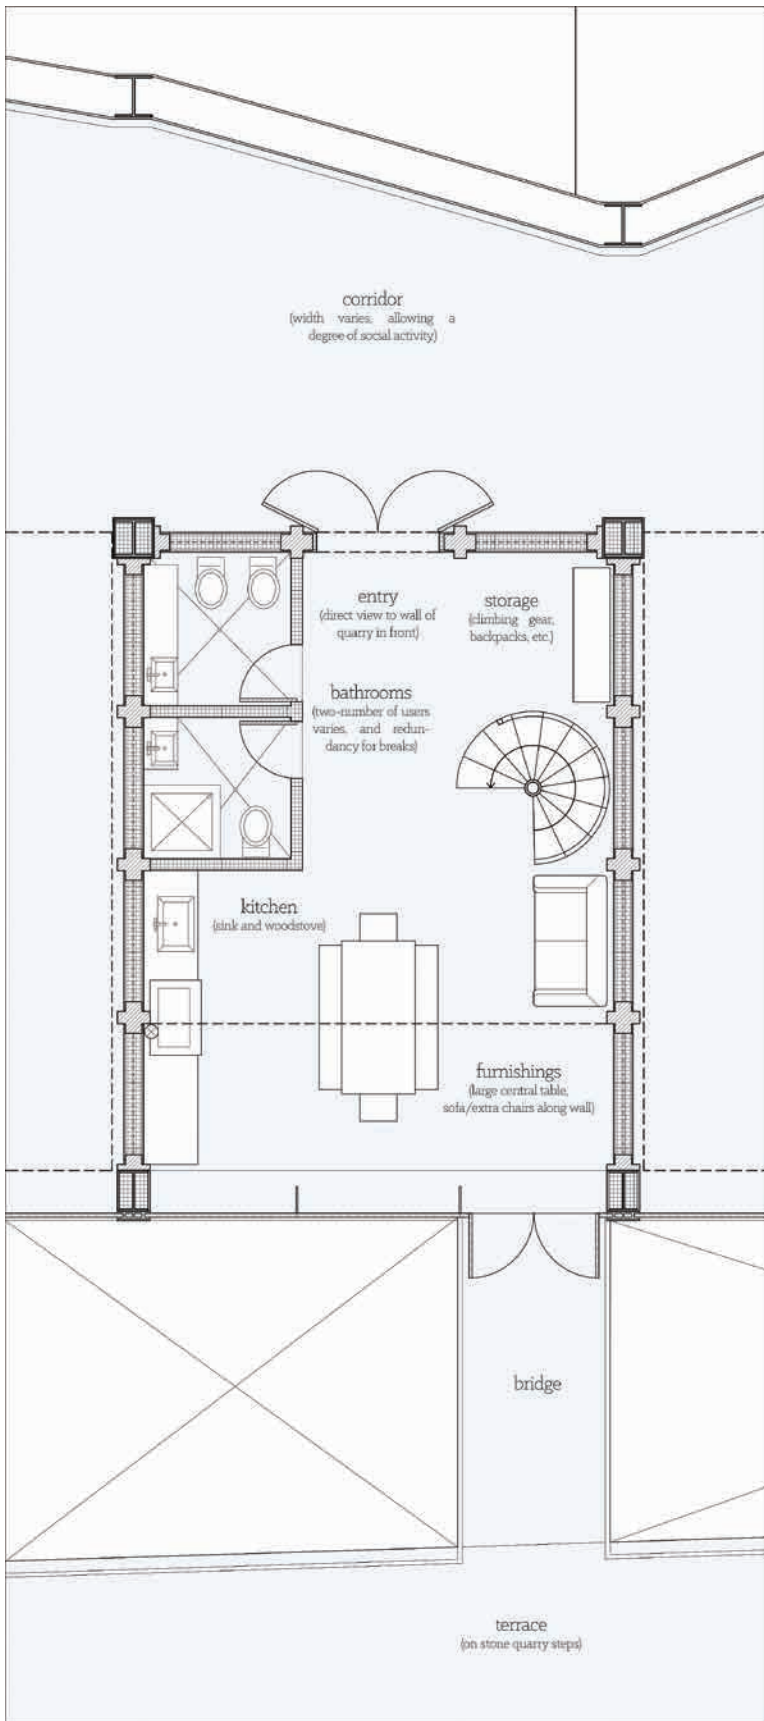 corridor
(width varies, allowing a
degree of social activity)
entry
(direct view to wall of
quarry in front)
storage
(climbing gear,
backpacks, etc.)
bathrooms
(two-number of users
varies, and redun-
dancy for breaks)
kitchen
(sink and woodstove)
furnishings
(large central table,
sofa/extra chairs along wall)
bridge
terrace
(on stone quarry steps)